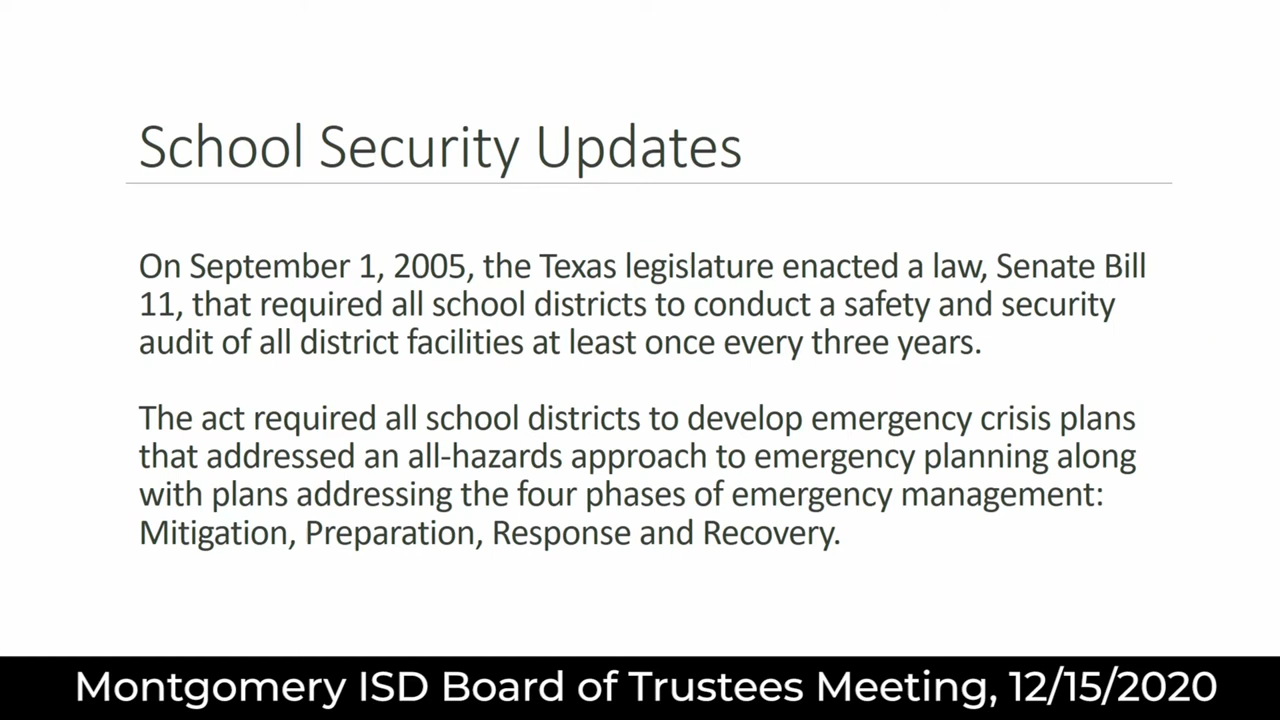 School Security Updates
On September 1, 2005, the Texas legislature enacted a law, Senate Bill
11, that required all school districts to conduct a safety and security
audit of all district facilities at least once every three years.
The act required all school districts to develop emergency crisis plans
that addressed an all-hazards approach to emergency planning along
with plans addressing the four phases of emergency management:
Mitigation, Preparation, Response and Recovery.
Montgomery ISD Board of Trustees Meeting, 12/15/2020